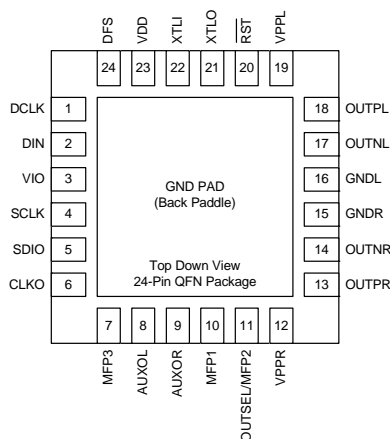 DFS
VDD
XTLI
XTLO
RST
VPPL
24 23 22 21 20 19
DCLK 1
DIN 2
VIO 3
SCLK 4
SDIO 5
CLKO 6
GND PAD
(Back Paddle)
Top Down View
24-Pin QFN Package
18 OUTPL
17 OUTNL
16 GNDL
15 GNDR
14 OUTNR
13 OUTPR
7 8 9 10 11 12
MFP3
AUXOL
AUXOR
MFP1
OUTSEL/MFP2
VPPR